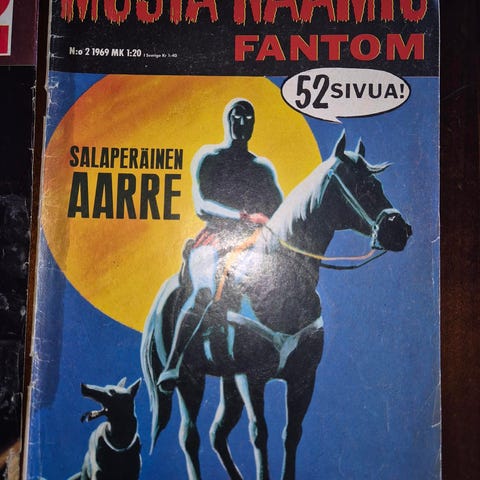 MUSTA NAAMIO
FANTOM
N:o 2 1969 MK 1:20 I Sverige Kr 1:40
52 SIVUA!
SALAPERÄINEN
AARRE